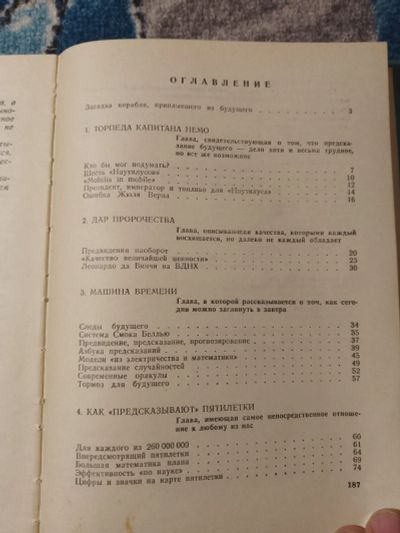 ОГЛАВЛЕНИЕ
Загадка корабля, приплывшего из будущего . . . . 3
1. ТОРПЕДА КАПИТАНА НЕМО
Глава, свидетельствующая о том, что предска-
зание будущего — дело хотя и весьма трудное,
но все же возможное
Кто бы мог подумать?
Шесть «Наутилусов» 7
«Mobilis in mobile» 10
Президент, император и топливо для «Наутилуса» 12
Ошибка Жюля Верна 14
16
2. ДАР ПРОРОЧЕСТВА
Глава, описывающая качества, которыми каждый
восхищается, но далеко не каждый обладает
Предвидения наоборот 20
«Качество величайшей ценности» 23
Леонардо да Винчи на ВДНХ 30
3. МАШИНА ВРЕМЕНИ
Глава, в которой рассказывается о том, как сего-
дня можно заглянуть в завтра
Следы будущего 34
Система Смока Беллью 35
Предвидение, предсказание, прогнозирование 37
Азбука предсказаний 39
Модели «из электричества и математики» 45
Предсказание случайностей 49
Современные оракулы 52
Тормоз для будущего 57
4. КАК «ПРЕДСКАЗЫВАЮТ» ПЯТИЛЕТКИ
Глава, имеющая самое непосредственное отноше-
ние к любому из нас
Для каждого из 260 000 000 60
Впередсмотрящий пятилетки 61
Большая математика плана 64
Эффективность «по науке» 69
Цифры и значки на карте пятилетки 74
187